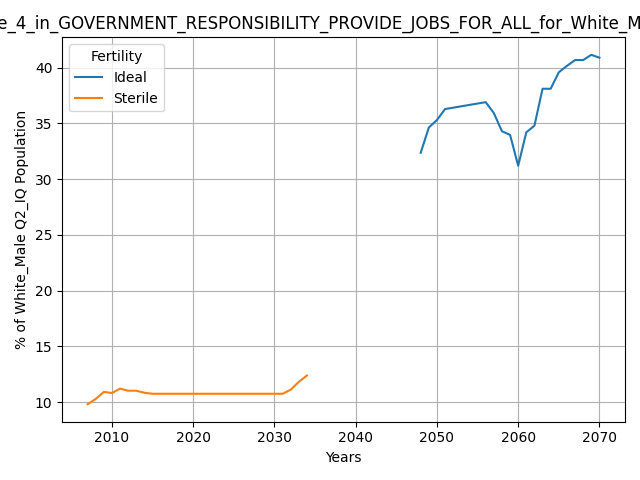 e_4_in_GOVERNMENT_RESPONSIBILITY_PROVIDE_JOBS_FOR_ALL_for_White_M
Fertility
Ideal
Sterile
40
35
30
25
20
15
10
% of White_Male Q2_IQ Population
2010 2020 2030 2040 2050 2060 2070
Years